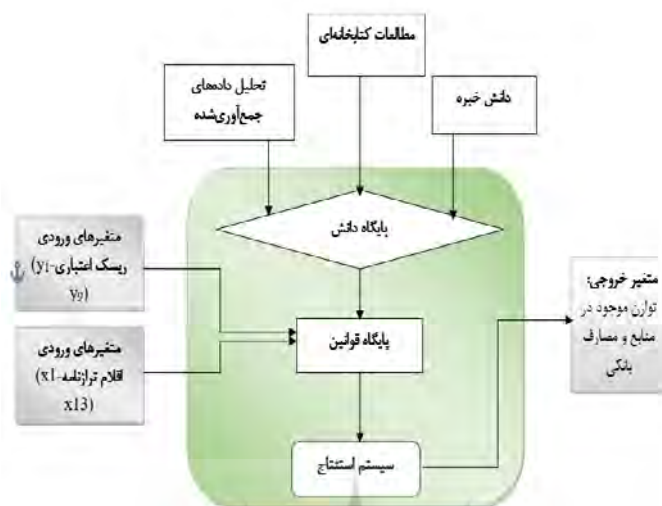 مطالعات کتابخانه‌ای
تحلیل داده‌های
جمع‌آوری‌شده
دانش خبره
پایگاه دانش
متغیرهای ورودی
ریسک اعتباری-y1)
(y9
متغیرهای ورودی
اقلام ترازنامه-x1)
(x13
پایگاه قوانین
متغیر خروجی:
توازن موجود در
منابع و مصارف
بانکی
سیستم استنتاج